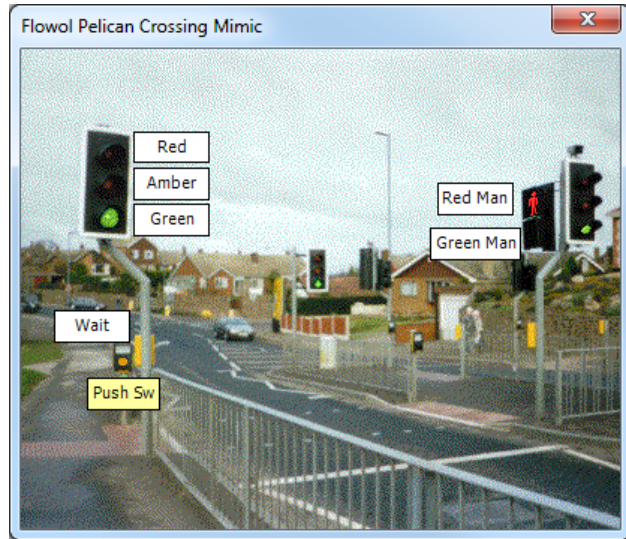 Flowol Pelican Crossing Mimic
Red
Amber
Green
Red Man
Green Man
Wait
Push Sw